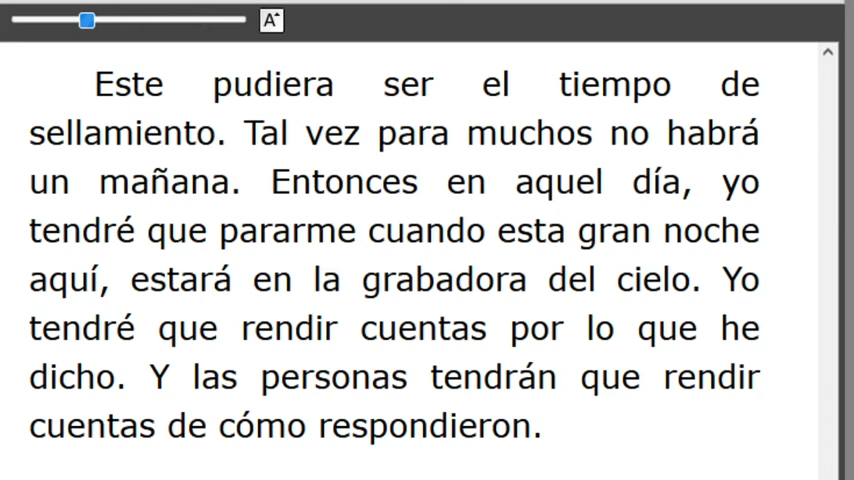 A
Este pudiera ser el tiempo de
sellamiento. Tal vez para muchos no habrá
un mañana. Entonces en aquel día, yo
tendré que pararme cuando esta gran noche
aquí, estará en la grabadora del cielo. Yo
tendré que rendir cuentas por lo que he
dicho. Y las personas tendrán que rendir
cuentas de cómo respondieron.